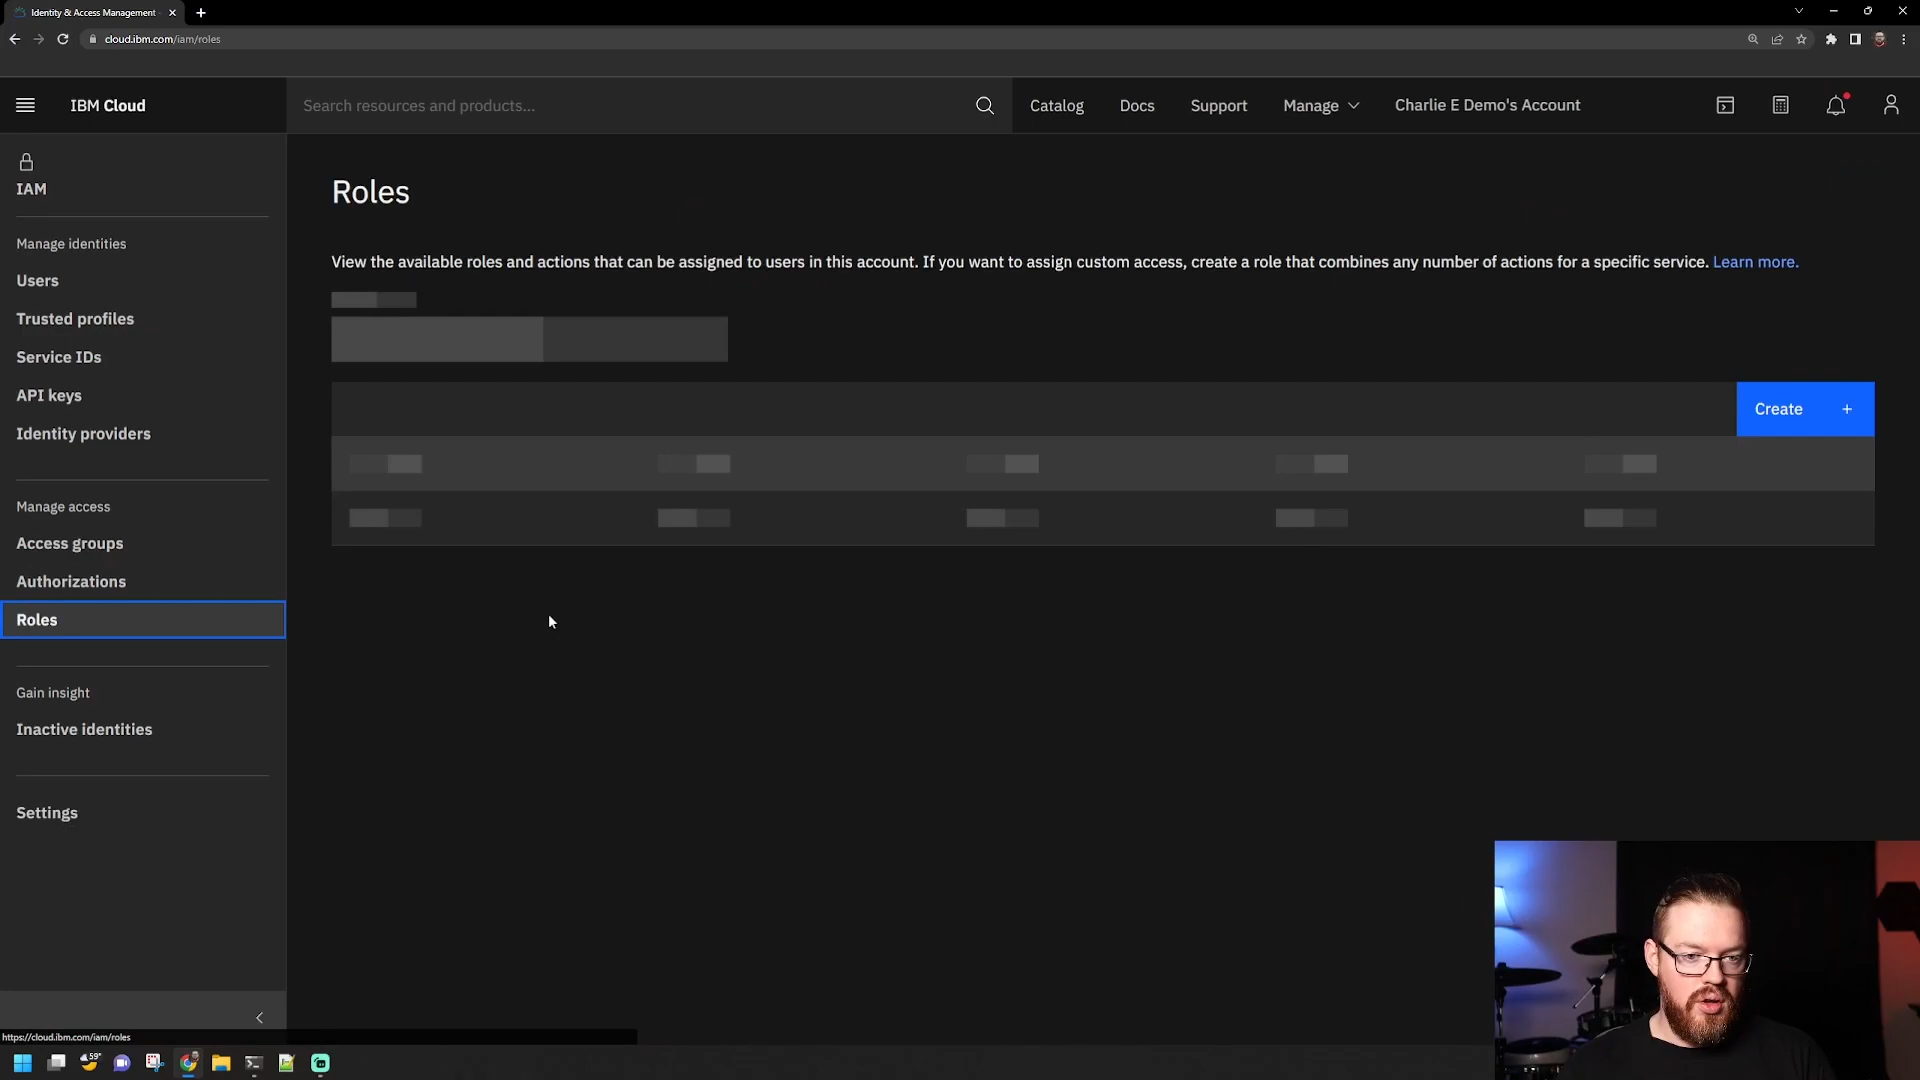 Identity & Access Management
cloud.ibm.com/iam/roles
IBM Cloud
Search resources and products...
Catalog
Docs
Support
Manage
Charlie E Demo's Account
IAM
Manage identities
Users
Trusted profiles
Service IDs
API keys
Identity providers
Manage access
Access groups
Authorizations
Roles
Gain insight
Inactive identities
Settings
Roles
View the available roles and actions that can be assigned to users in this account. If you want to assign custom access, create a role that combines any number of actions for a specific service. Learn more.
Create +
https://cloud.ibm.com/iam/roles
59°